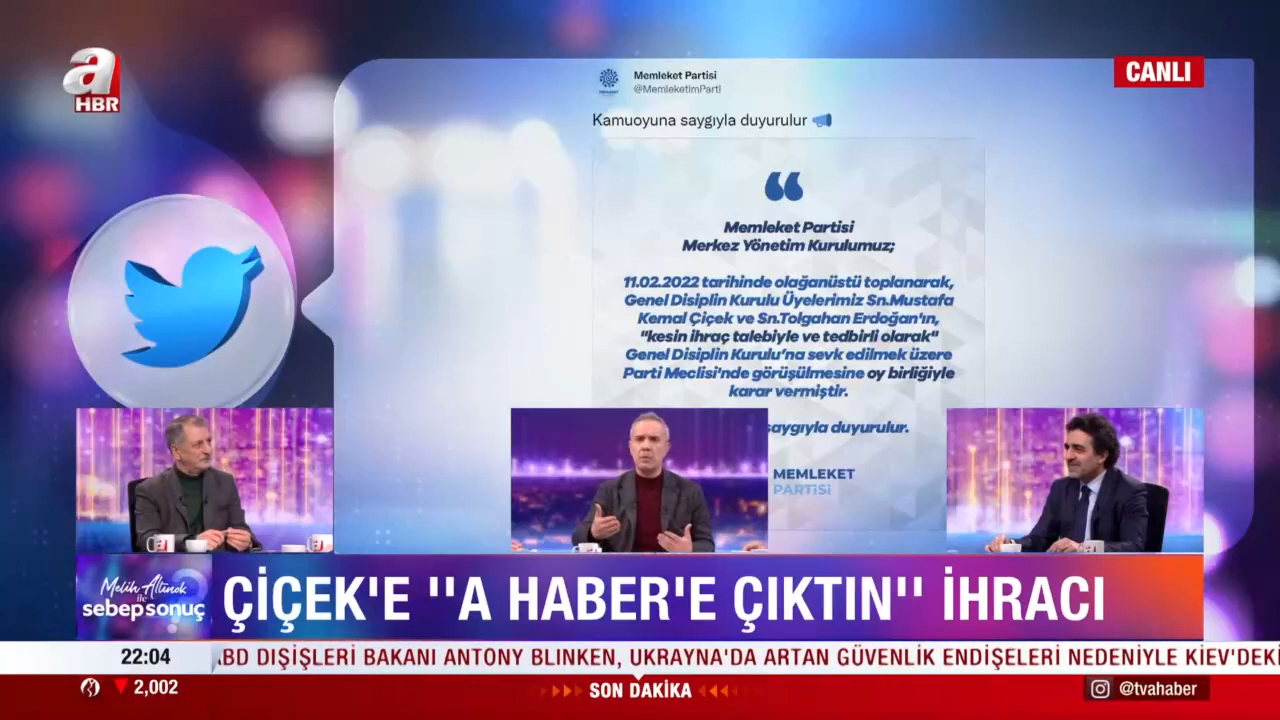 a
HBR
CANLI
Memleket Partisi
@MemleketimParti
Kamuoyuna saygıyla duyurulur
Memleket Partisi
Merkez Yönetim Kurulumuz;
11.02.2022 tarihinde olağanüstü toplanarak,
Genel Disiplin Kurulu Üyelerimiz Sn.Mustafa
Kemal Çiçek ve Sn.Tolgahan Erdoğan'ın,
"kesin ihraç talebiyle ve tedbirli olarak"
Genel Disiplin Kurulu'na sevk edilmek üzere
Parti Meclisi'nde görüşülmesine oy birliğiyle
karar vermiştir.
saygıyla duyurulur.
MEMLEKET
PARTİSİ
Melih Altınok
ile
sebep sonuç
ÇİÇEK'E ''A HABER'E ÇIKTIN'' İHRACI
22:04
ABD DIŞİŞLERİ BAKANI ANTONY BLINKEN, UKRAYNA'DA ARTAN GÜVENLİK ENDİŞELERİ NEDENİYLE KİEV'DEKİ
2,002
SON DAKİKA
@tvahaber